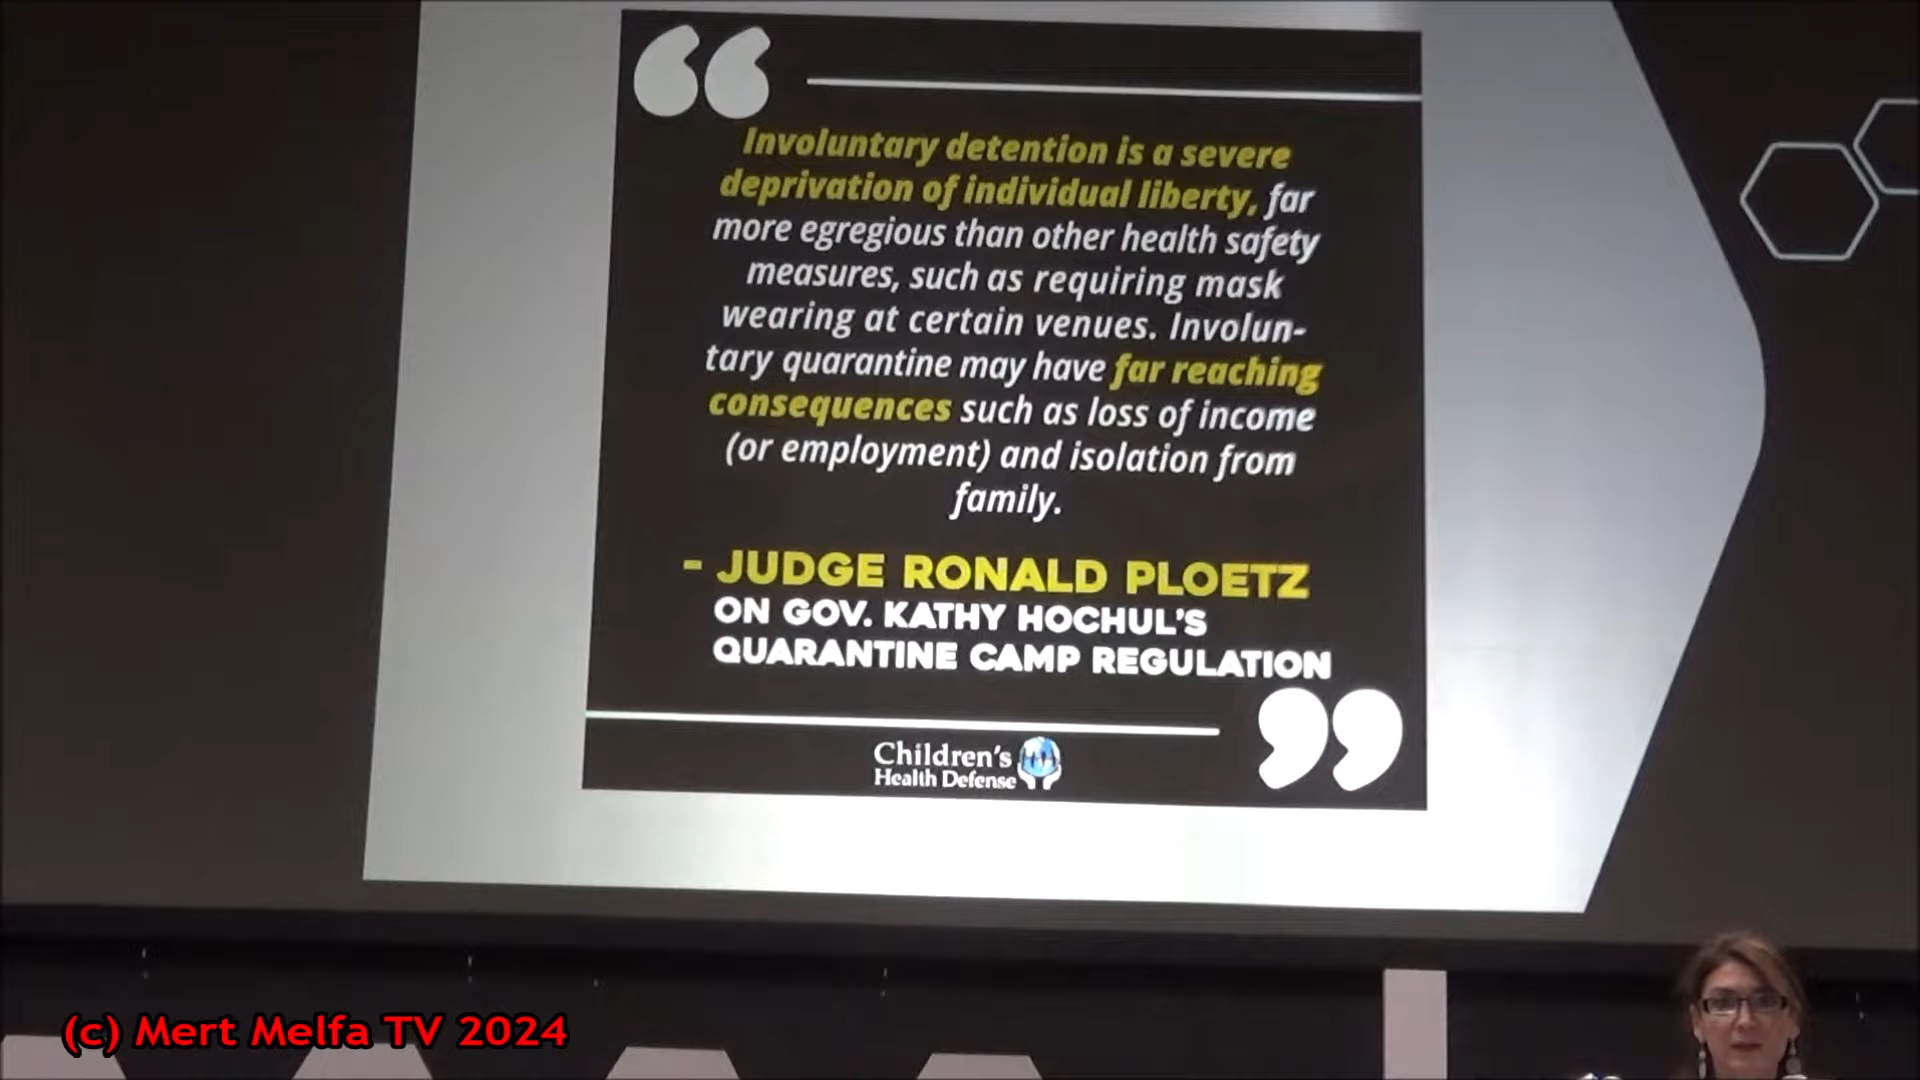 Involuntary detention is a severe
deprivation of individual liberty, far
more egregious than other health safety
measures, such as requiring mask
wearing at certain venues. Involun-
tary quarantine may have far reaching
consequences such as loss of income
(or employment) and isolation from
family.
- JUDGE RONALD PLOETZ
ON GOV. KATHY HOCHUL'S
QUARANTINE CAMP REGULATION
Children's
Health Defense
(c) Mert Melfa TV 2024